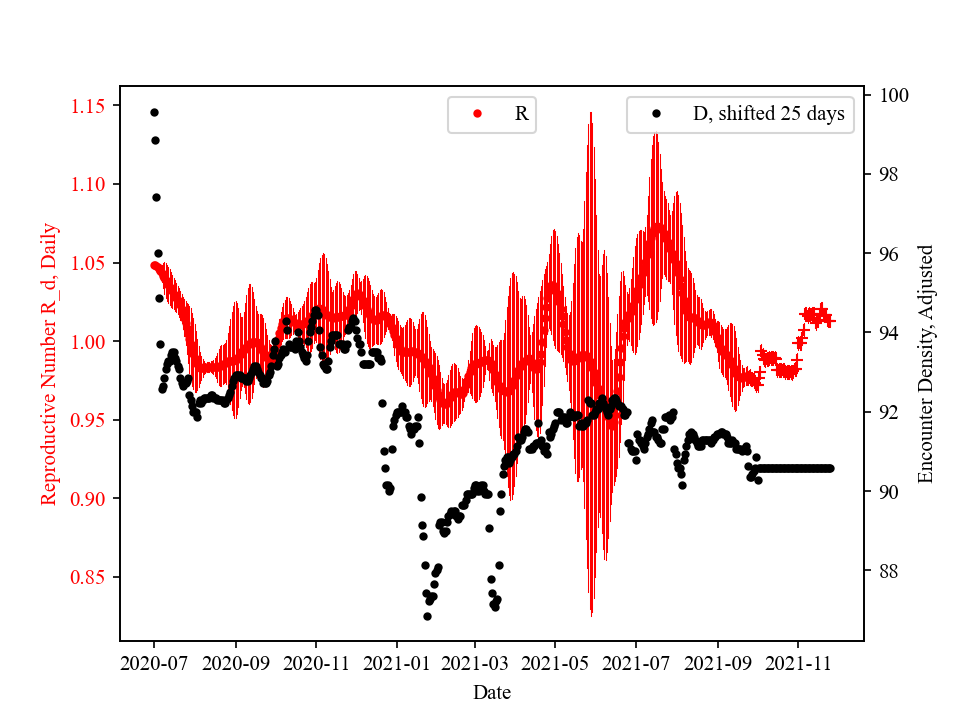 R
D, shifted 25 days
1.15
1.10
1.05
1.00
0.95
0.90
0.85
Reproductive Number R_d, Daily
100
98
96
94
92
90
88
Encounter Density, Adjusted
2020-07 2020-09 2020-11 2021-01 2021-03 2021-05 2021-07 2021-09 2021-11
Date